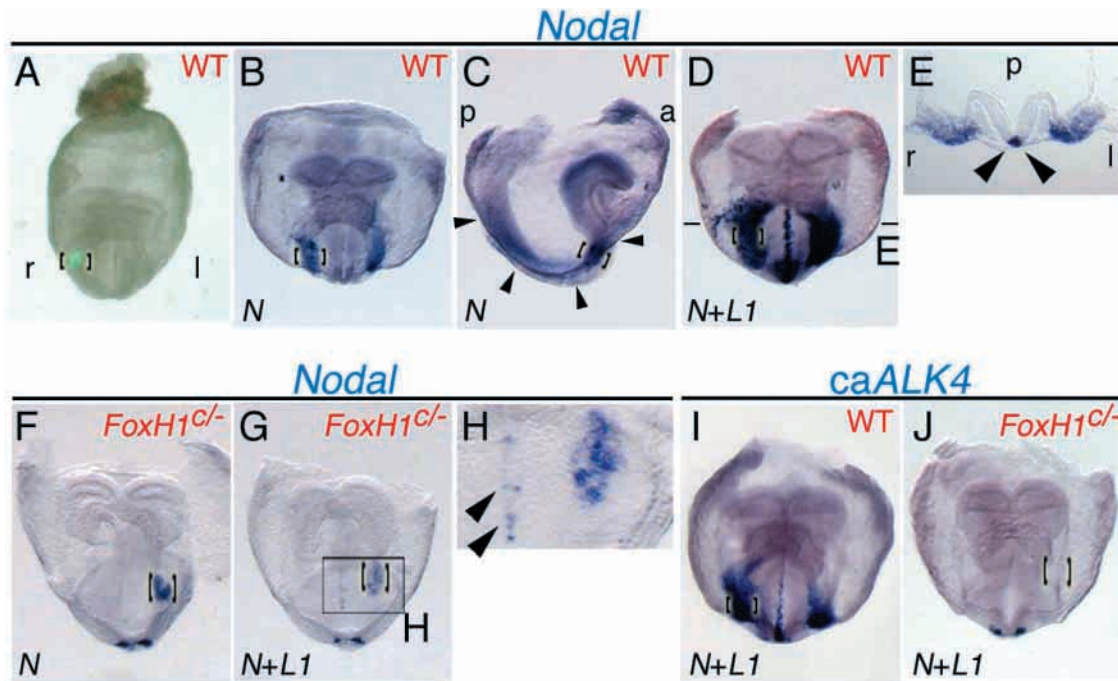 Nodal
A WT
B WT
C WT
D WT
E p
p a
r l
r l
E
N N N+L1
Nodal caALK4
F FoxH1c/-
G FoxH1c/-
H
I WT
J FoxH1c/-
H
N N+L1 N+L1 N+L1